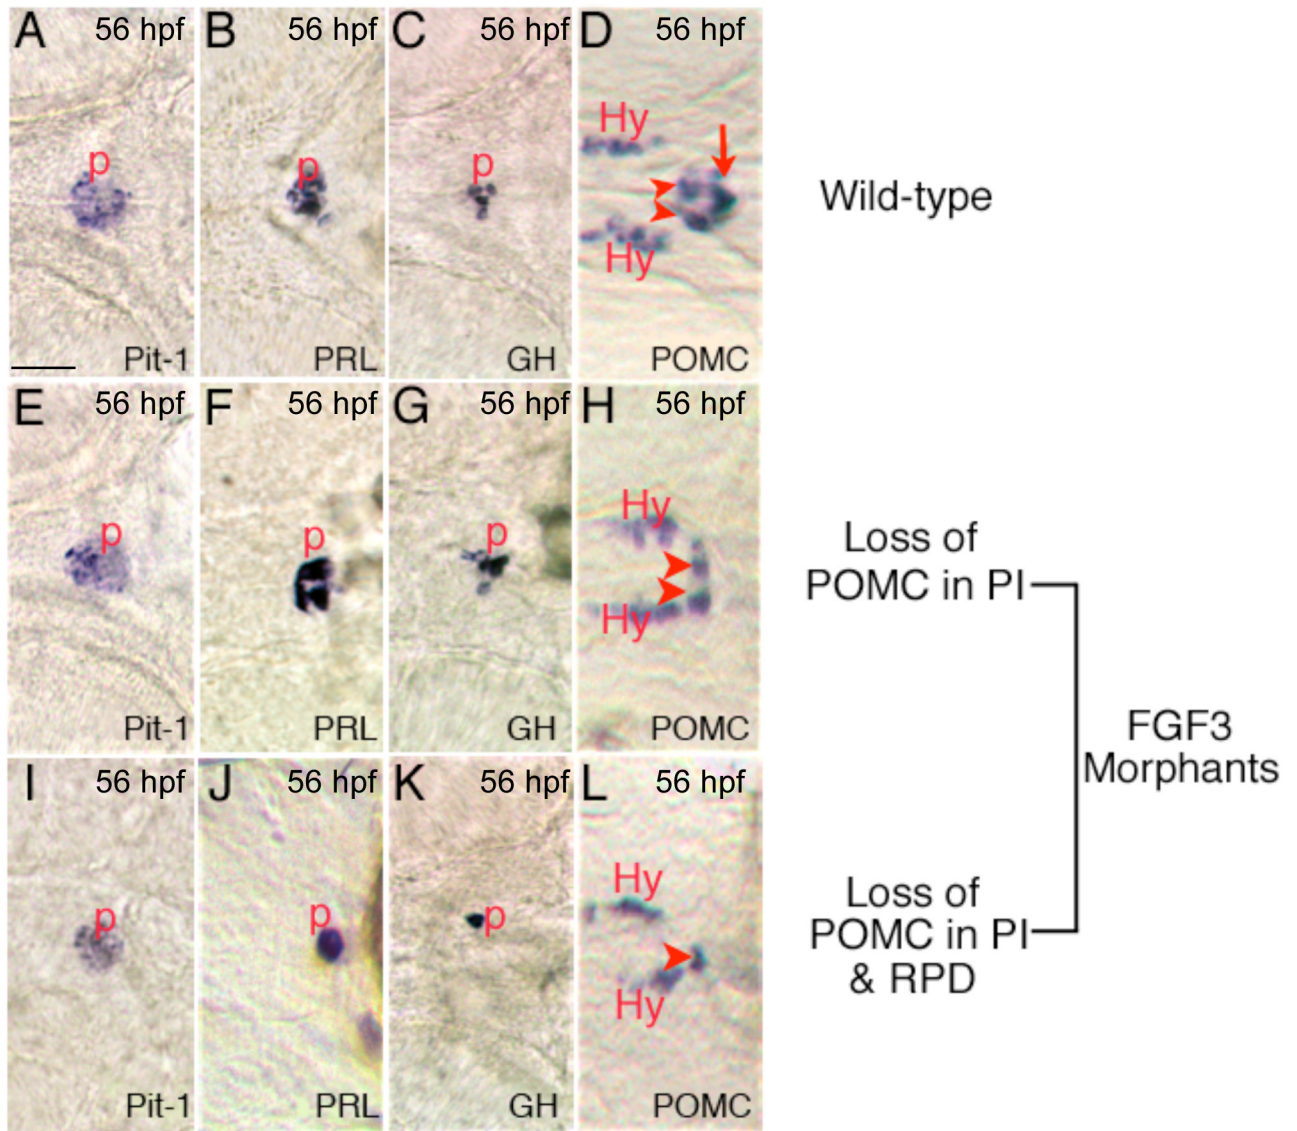 A 56 hpf B 56 hpf C 56 hpf D 56 hpf
Hy
p p p
Wild-type
Hy
Pit-1 PRL GH POMC
E 56 hpf F 56 hpf G 56 hpf H 56 hpf
Hy
p p p
Loss of
POMC in PI
Hy
FGF3
Morphants
Pit-1 PRL GH POMC
I 56 hpf J 56 hpf K 56 hpf L 56 hpf
Hy
p p p
Loss of
POMC in PI
& RPD
Hy
Pit-1 PRL GH POMC